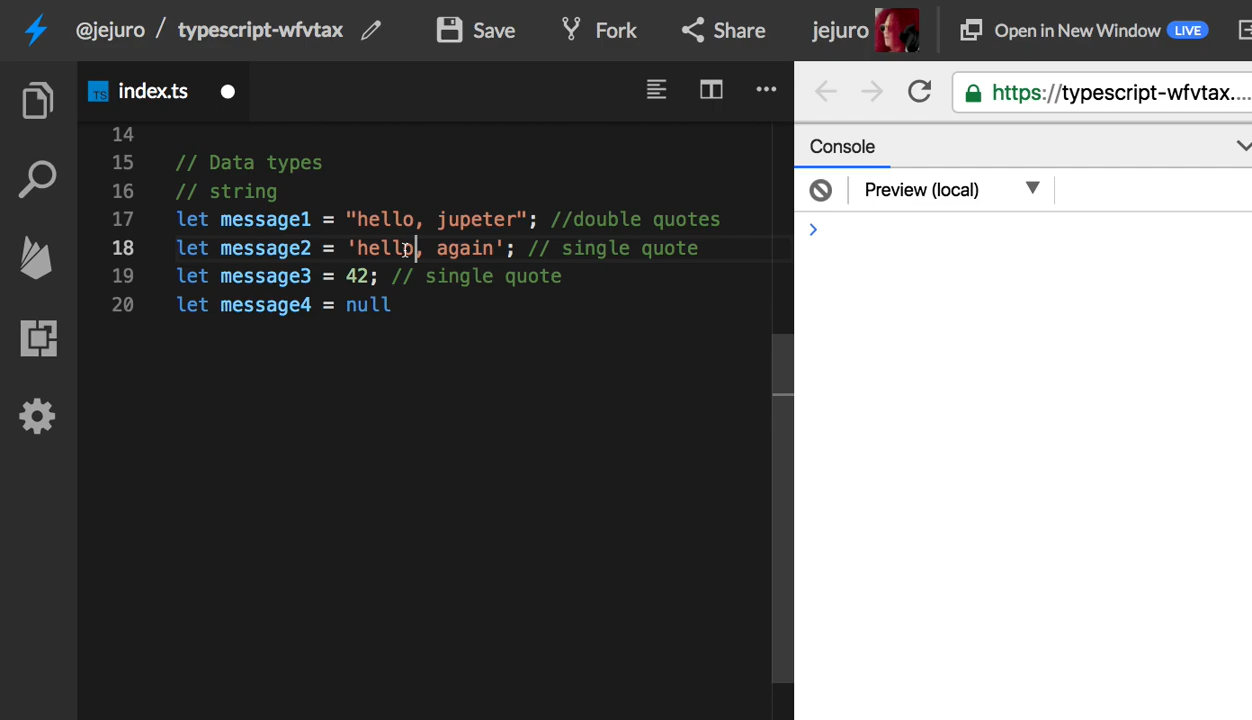 @jejuro / typescript-wfvtax Save Fork Share jejuro Open in New Window LIVE
TS index.ts
https://typescript-wfvtax....
Console
Preview (local)
14
15 // Data types
16 // string
17 let message1 = "hello, jupeter"; //double quotes
18 let message2 = 'hello, again'; // single quote
19 let message3 = 42; // single quote
20 let message4 = null